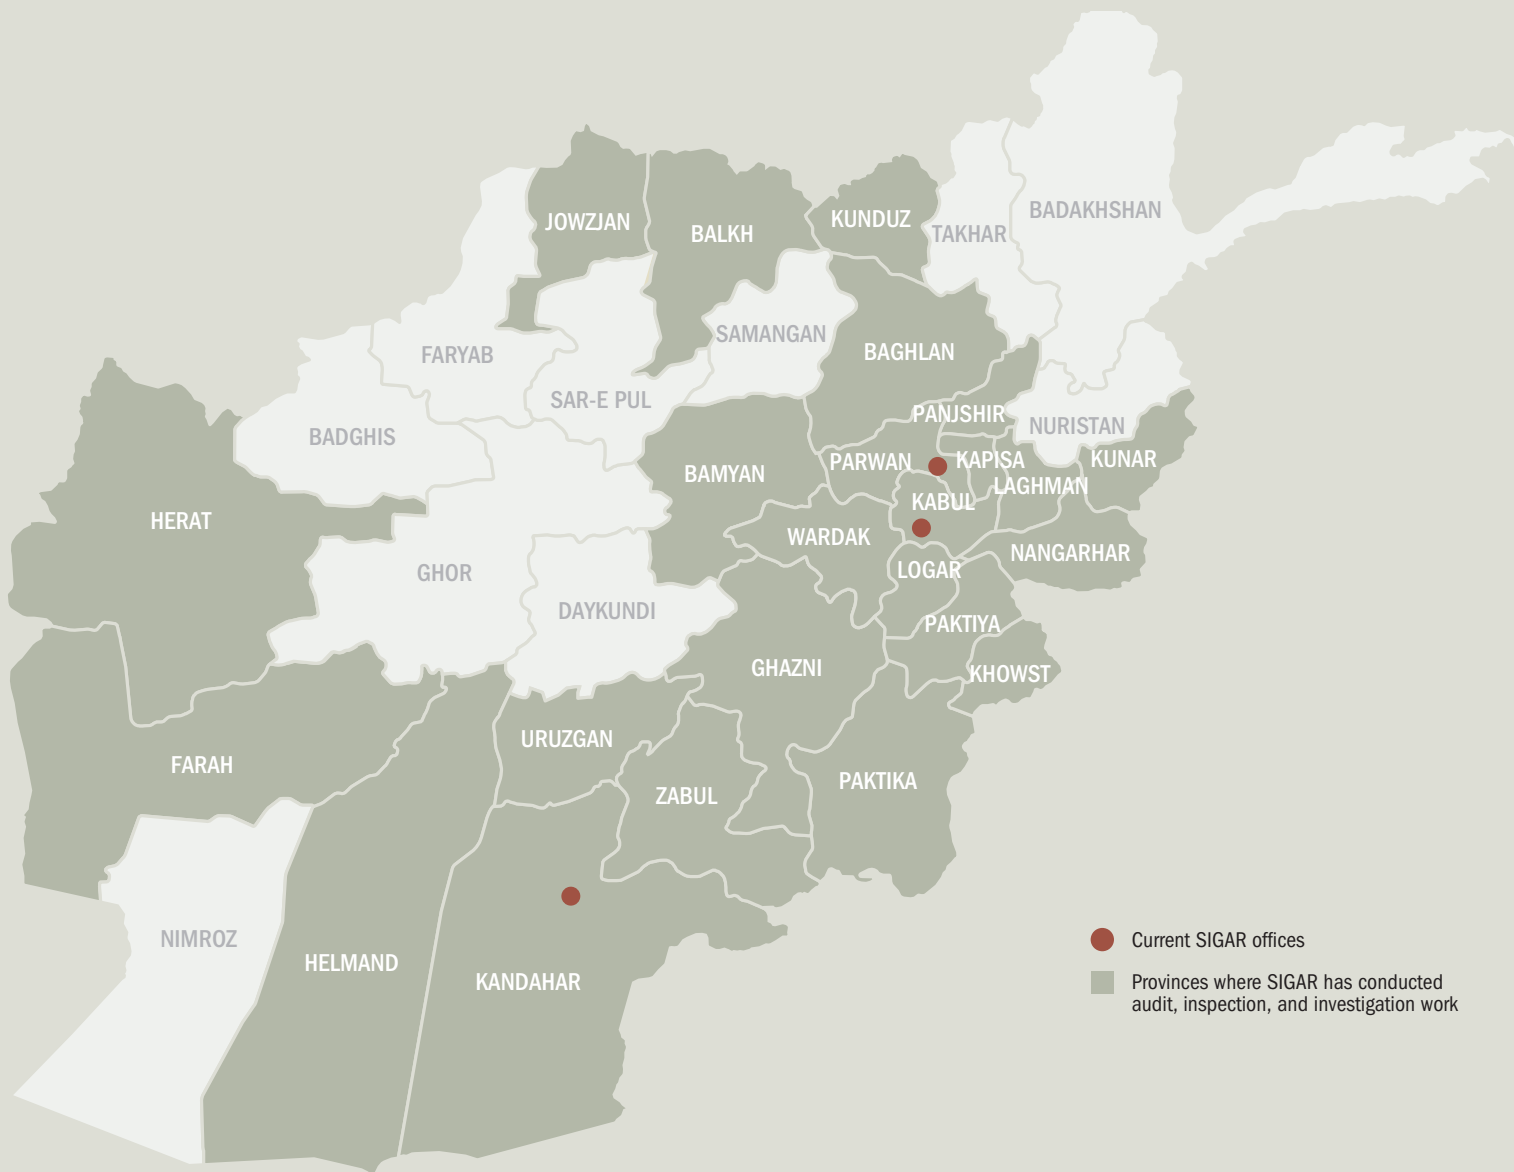 BADAKHSHAN
JOWZJAN
BALKH
KUNDUZ
TAKHAR
SAMANGAN
FARYAB
BAGHLAN
SAR-E PUL
PANJSHIR
NURISTAN
BADGHIS
PARWAN
KAPISA
KUNAR
BAMYAN
LAGHMAN
KABUL
HERAT
WARDAK
NANGARHAR
GHOR
LOGAR
DAYKUNDI
PAKTIYA
GHAZNI
KHOWST
URUZGAN
FARAH
PAKTIKA
ZABUL
NIMROZ
HELMAND
KANDAHAR
Current SIGAR offices
Provinces where SIGAR has conducted
audit, inspection, and investigation work